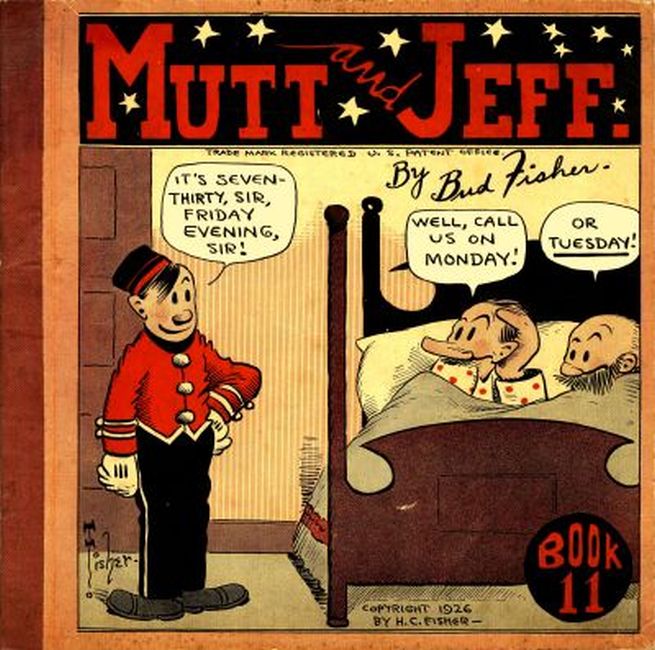 MUTT and JEFF.
TRADE MARK REGISTERED U. S. PATENT OFFICE.
By Bud Fisher-
IT'S SEVEN-
THIRTY, SIR,
FRIDAY
EVENING,
SIR!
WELL, CALL
US ON
MONDAY!
OR
TUESDAY!
Fisher-
BOOK
11
COPYRIGHT 1926
BY H.C. FISHER-